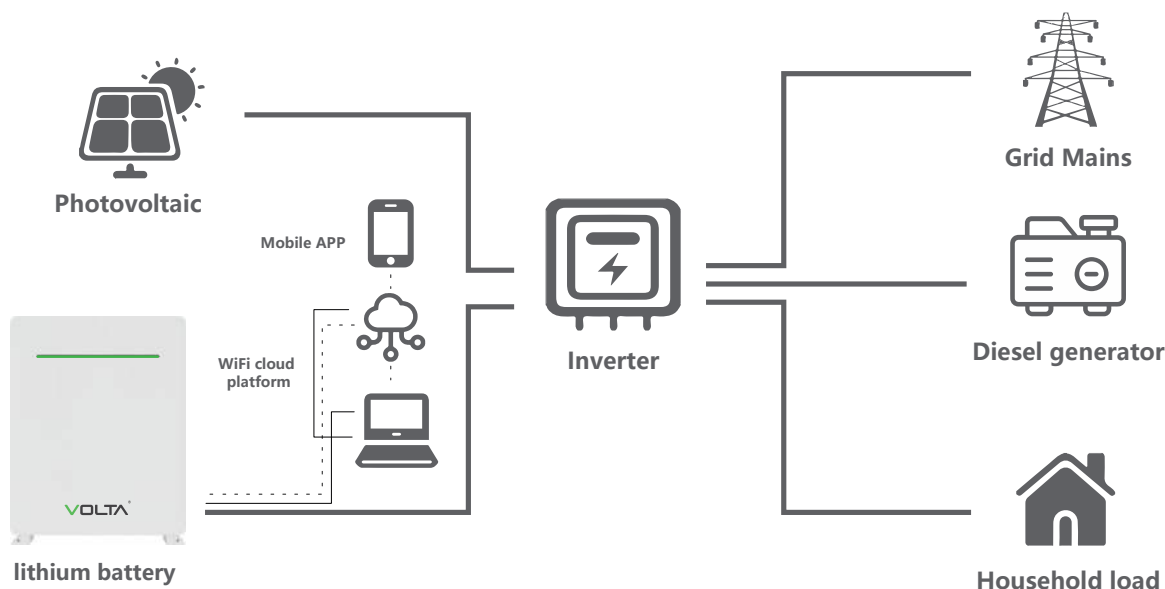 Grid Mains
Photovoltaic
Mobile APP
WiFi cloud
platform
Inverter
Diesel generator
VOLTA
lithium battery
Household load